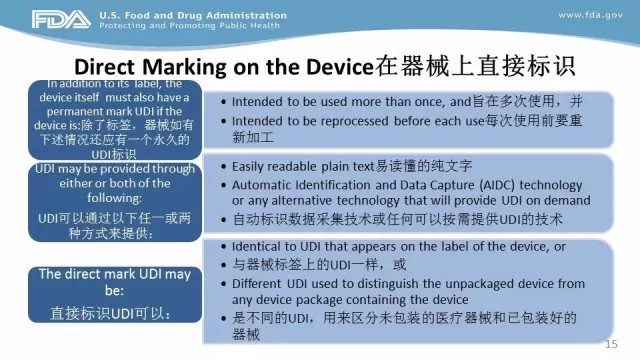 FDA
U.S. Food and Drug Administration
Protecting and Promoting Public Health
www.fda.gov
Direct Marking on the Device在器械上直接标识
In addition to its label, the
device itself must also have a
permanent mark UDI if the
device is:除了标签，器械如有
下述情况还应有一个永久的
UDI标识
• Intended to be used more than once, and旨在多次使用，并
• Intended to be reprocessed before each use每次使用前要重
新加工
UDI may be provided through
either or both of the
following:
UDI可以通过以下任一或两
种方式来提供：
• Easily readable plain text易读懂的纯文字
• Automatic Identification and Data Capture (AIDC) technology
or any alternative technology that will provide UDI on demand
• 自动标识数据采集技术或任何可以按需提供UDI的技术
The direct mark UDI may
be:
直接标识UDI可以：
• Identical to UDI that appears on the label of the device, or
• 与器械标签上的UDI一样，或
• Different UDI used to distinguish the unpackaged device from
any device package containing the device
• 是不同的UDI，用来区分未包装的医疗器械和已包装好的
器械
15